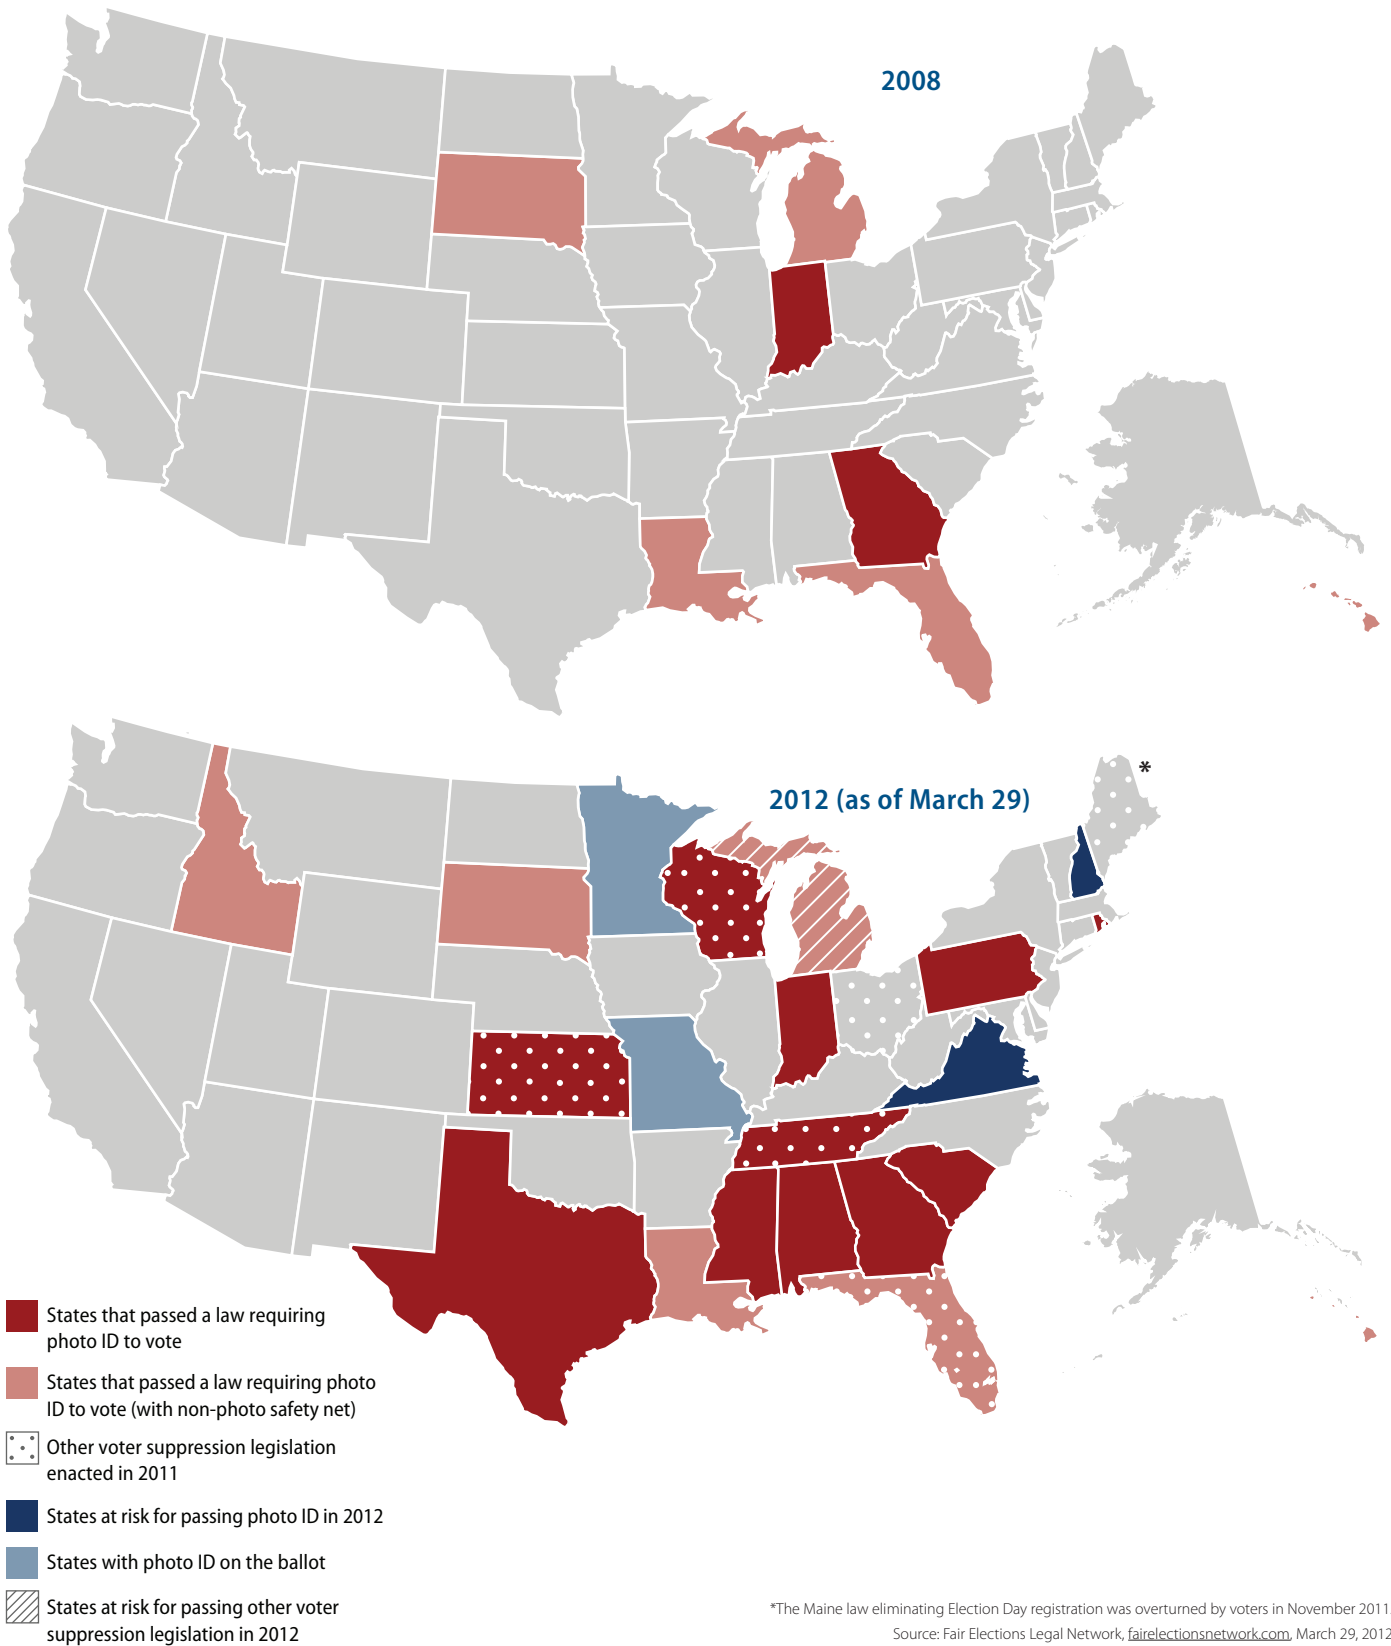 2008
2012 (as of March 29)
*
States that passed a law requiring
photo ID to vote
States that passed a law requiring photo
ID to vote (with non-photo safety net)
Other voter suppression legislation
enacted in 2011
States at risk for passing photo ID in 2012
States with photo ID on the ballot
States at risk for passing other voter
suppression legislation in 2012
*The Maine law eliminating Election Day registration was overturned by voters in November 2011.
Source: Fair Elections Legal Network, fairelectionsnetwork.com, March 29, 2012